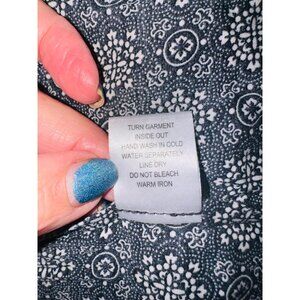 TURN GARMENT
INSIDE OUT
HAND WASH IN COLD
WATER SEPARATELY
LINE DRY
DO NOT BLEACH
WARM IRON